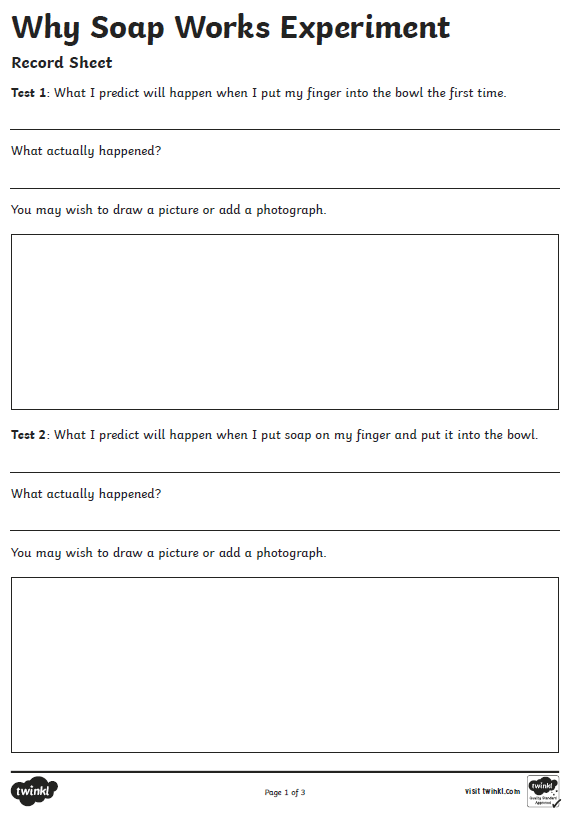 Why Soap Works Experiment
Record Sheet
Test 1: What I predict will happen when I put my finger into the bowl the first time.
What actually happened?
You may wish to draw a picture or add a photograph.
Test 2: What I predict will happen when I put soap on my finger and put it into the bowl.
What actually happened?
You may wish to draw a picture or add a photograph.
twinkl
Page 1 of 3
visit twinkl.com
twinkl
Quality Standard
Approved